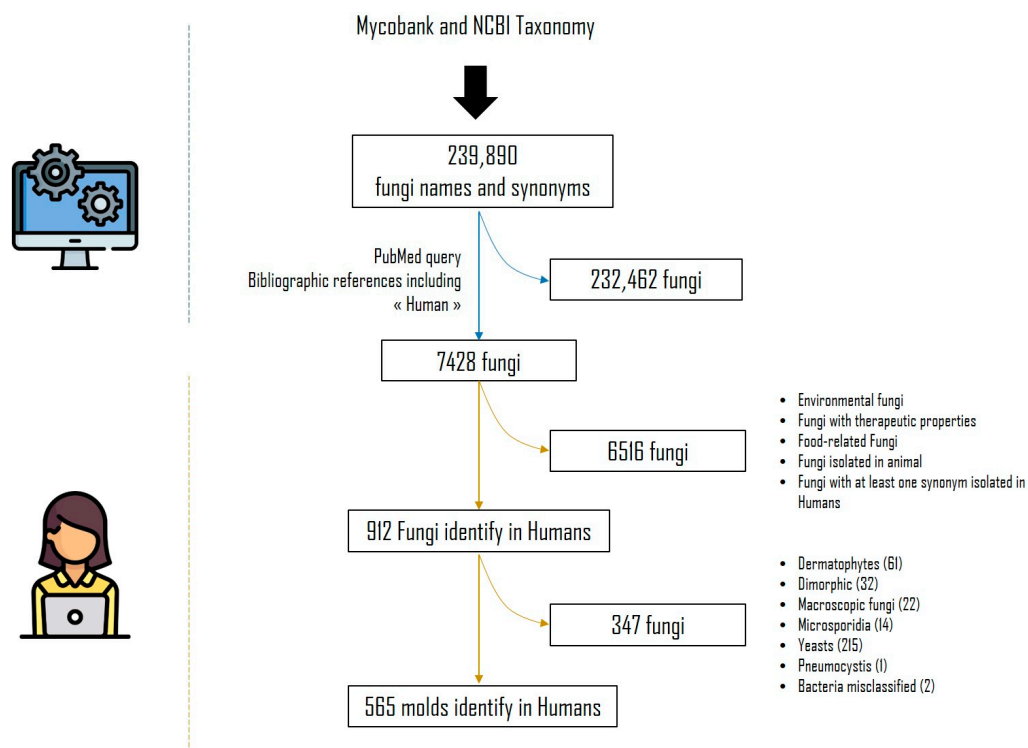 Mycobank and NCBI Taxonomy
239,890
fungi names and synonyms
PubMed query
Bibliographic references including
« Human »
232,462 fungi
7428 fungi
• Environmental fungi
• Fungi with therapeutic properties
• Food-related Fungi
• Fungi isolated in animal
• Fungi with at least one synonym isolated in
Humans
6516 fungi
912 Fungi identify in Humans
• Dermatophytes (61)
• Dimorphic (32)
• Macroscopic fungi (22)
• Microsporidia (14)
• Yeasts (215)
• Pneumocystis (1)
• Bacteria misclassified (2)
347 fungi
565 molds identify in Humans